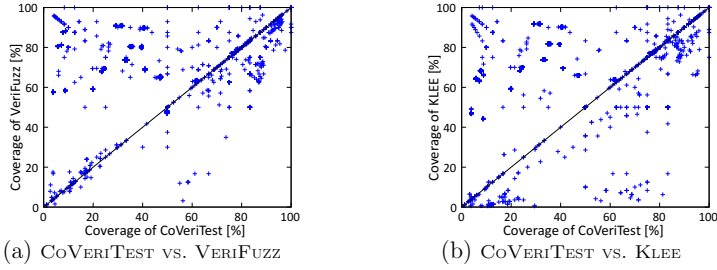 100
80
60
40
20
0
Coverage of VeriFuzz [%]
0 20 40 60 80 100
Coverage of CoVeriTest [%]
(a) CoVeriTest vs. VeriFuzz
100
80
60
40
20
0
Coverage of KLEE [%]
0 20 40 60 80 100
Coverage of CoVeriTest [%]
(b) CoVeriTest vs. Klee